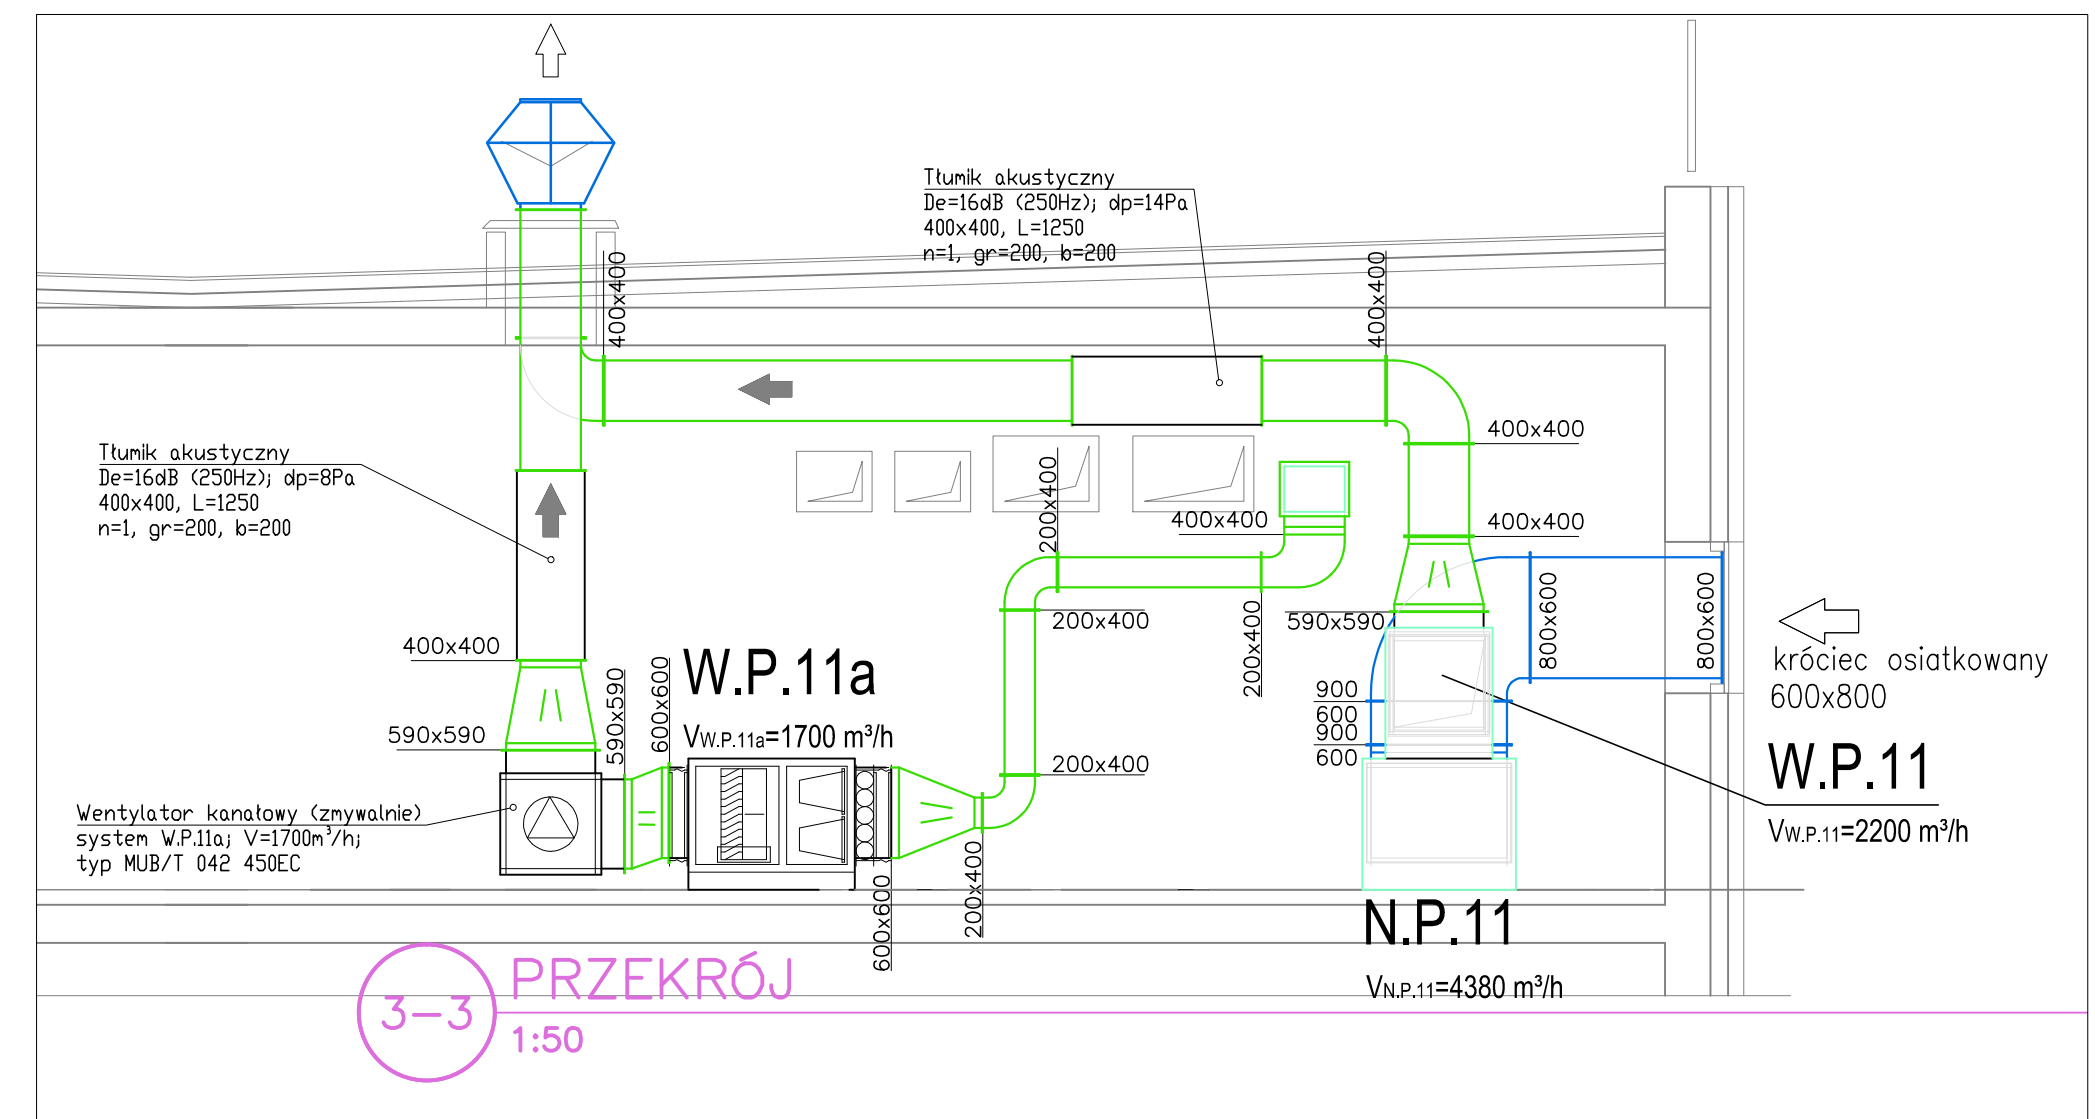 Tłumik akustyczny
De=16dB (250Hz); dp=14Pa
400x400, L=1250
n=1, gr=200, b=200
400x400
400x400
400x400
Tłumik akustyczny
De=16dB (250Hz); dp=8Pa
400x400, L=1250
n=1, gr=200, b=200
200x400
400x400
400x400
800x600
800x600
590x590
200x400
200x400
400x400
króciec osiatkowany
600x800
W.P.11a
VW.P.11a=1700 m³/h
590x590
600x600
590x590
900
600
900
600
200x400
W.P.11
VW.P.11=2200 m³/h
Wentylator kanałowy (zmywalnie)
system W.P.11a; V=1700m³/h;
typ MUB/T 042 450EC
600x600
200x400
N.P.11
VN.P.11=4380 m³/h
3-3
PRZEKRÓJ
1:50